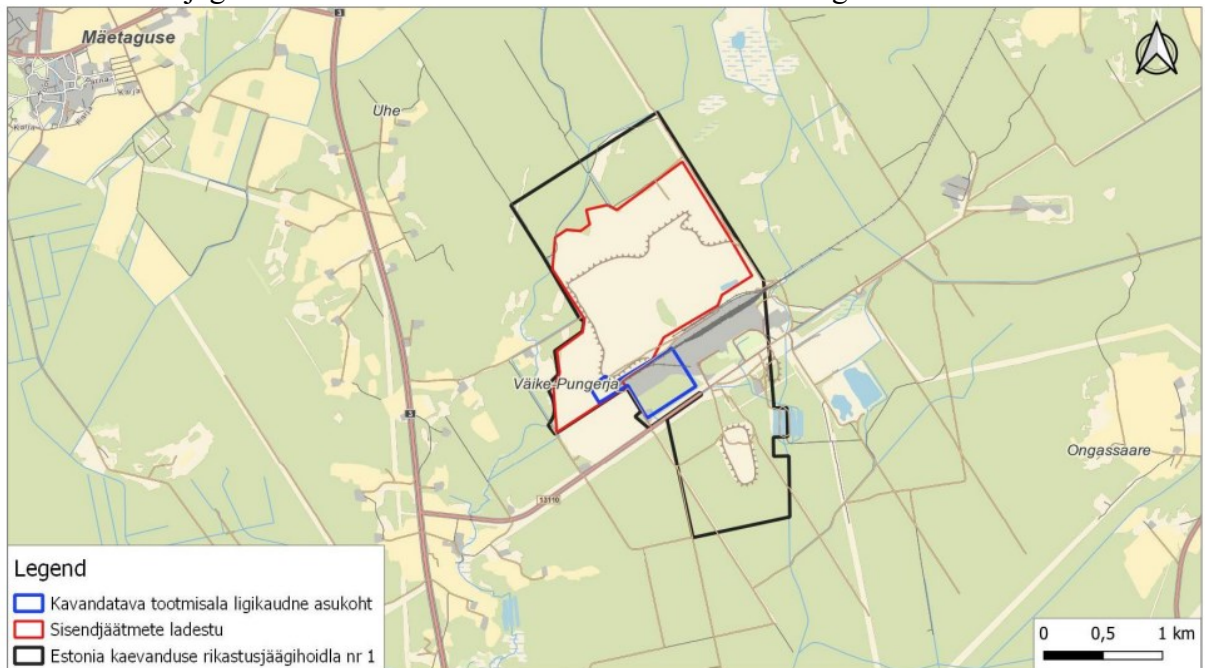 Mäetaguse
3
Uhe
Karja
Väike-Pungerja
3
13110
Ongassaare
Legend
Kavandatava tootmisala ligikaudne asukoht
Sisendjäätmete ladestu
Estonia kaevanduse rikastusjäägihoidla nr 1
0 0,5 1 km